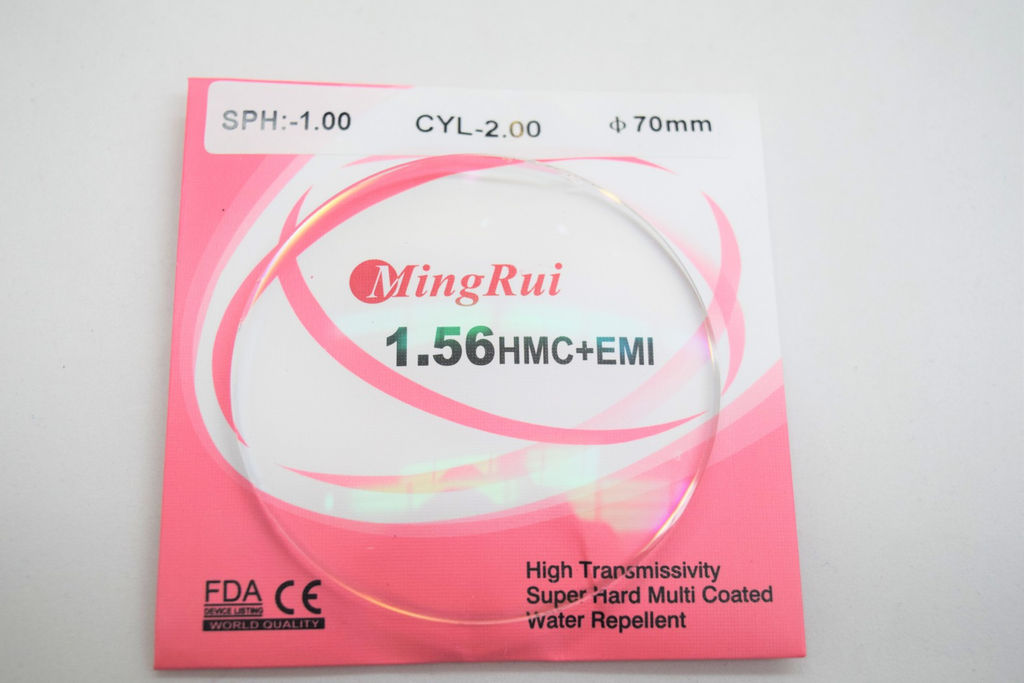 SPH:-1.00 CYL-2.00 ф70mm
MingRui
1.56HMC+EMI
FDA CE
DEVICE LISTING
WORLD QUALITY
High Transmissivity
Super Hard Multi Coated
Water Repellent